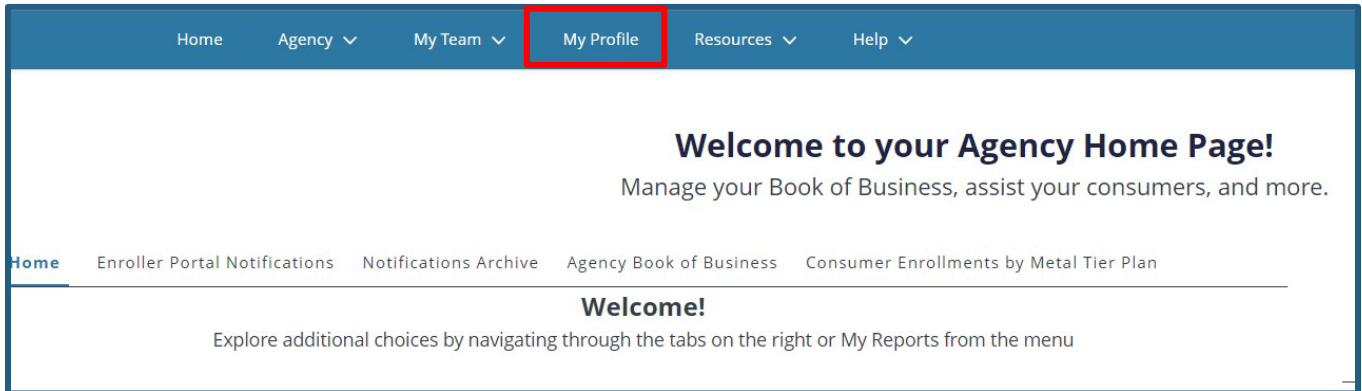 Home Agency My Team My Profile Resources Help
Welcome to your Agency Home Page!
Manage your Book of Business, assist your consumers, and more.
Home Enroller Portal Notifications Notifications Archive Agency Book of Business Consumer Enrollments by Metal Tier Plan
Welcome!
Explore additional choices by navigating through the tabs on the right or My Reports from the menu